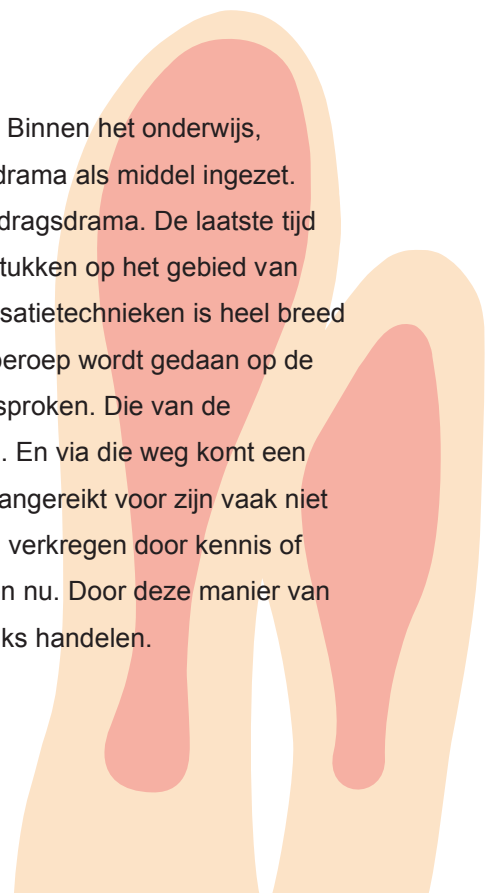 Binnen het onderwijs,
drama als middel ingezet.
dragsdrama. De laatste tijd
tukken op het gebied van
satietechnieken is heel breed
beroep wordt gedaan op de
sproken. Die van de
. En via die weg komt een
angereikt voor zijn vaak niet
verkregen door kennis of
n nu. Door deze manier van
ks handelen.